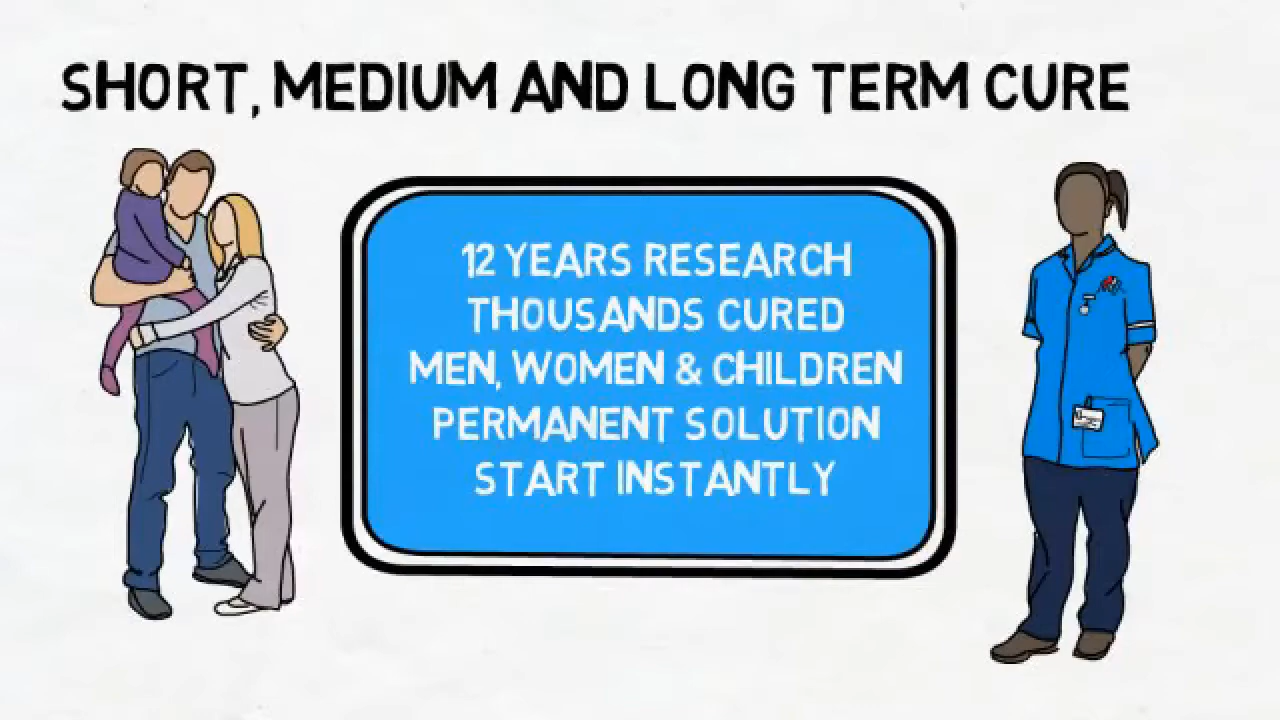 SHORT, MEDIUM AND LONG TERM CURE
12 YEARS RESEARCH
THOUSANDS CURED
MEN, WOMEN & CHILDREN
PERMANENT SOLUTION
START INSTANTLY